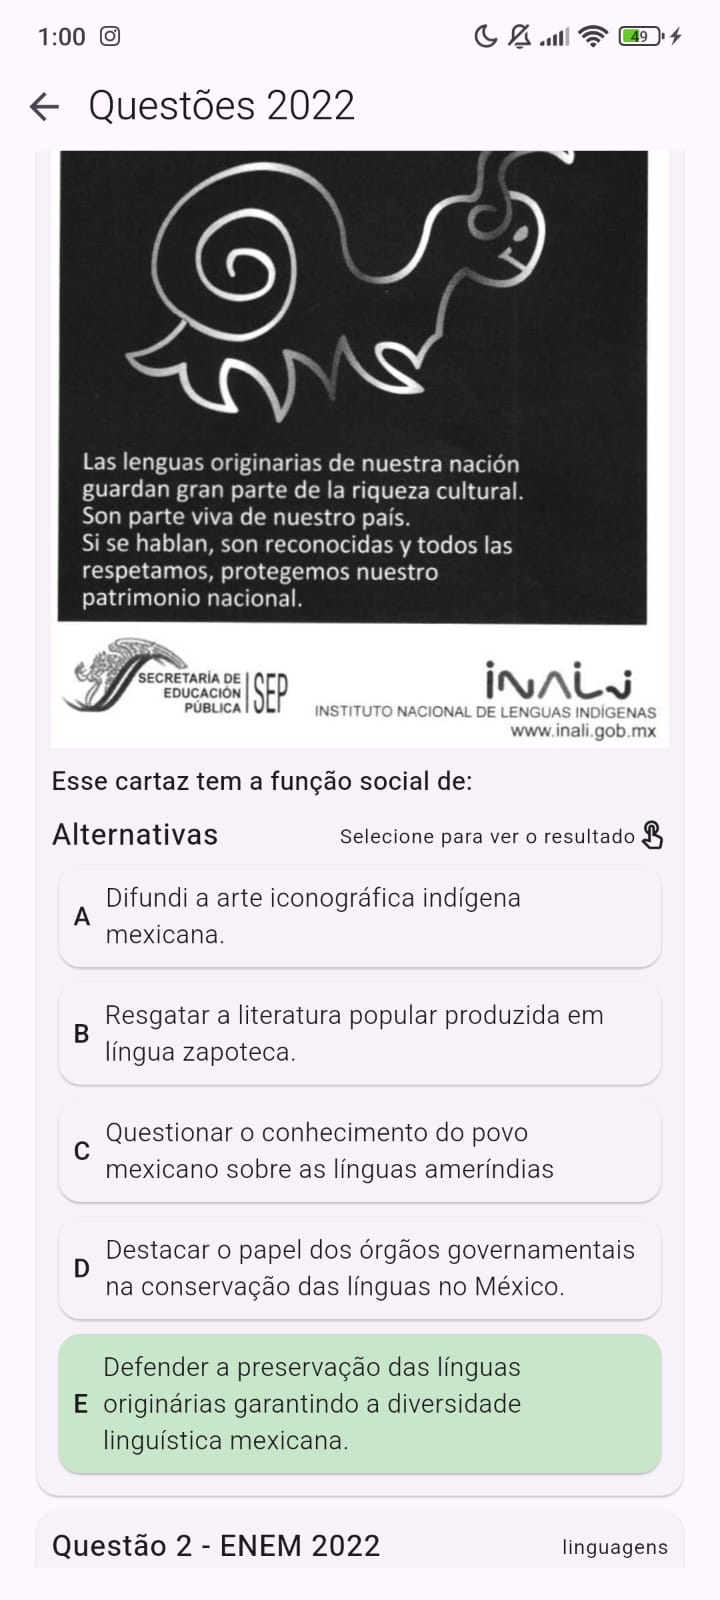 1:00
49
Questões 2022
Las lenguas originarias de nuestra nación
guardan gran parte de la riqueza cultural.
Son parte viva de nuestro país.
Si se hablan, son reconocidas y todos las
respetamos, protegemos nuestro
patrimonio nacional.
SECRETARÍA DE
EDUCACIÓN
PÚBLICA
SEP
INALI
INSTITUTO NACIONAL DE LENGUAS INDÍGENAS
www.inali.gob.mx
Esse cartaz tem a função social de:
Alternativas
Selecione para ver o resultado
A
Difundi a arte iconográfica indígena
mexicana.
B
Resgatar a literatura popular produzida em
língua zapoteca.
C
Questionar o conhecimento do povo
mexicano sobre as línguas ameríndias
D
Destacar o papel dos órgãos governamentais
na conservação das línguas no México.
E
Defender a preservação das línguas
originárias garantindo a diversidade
linguística mexicana.
Questão 2 - ENEM 2022
linguagens